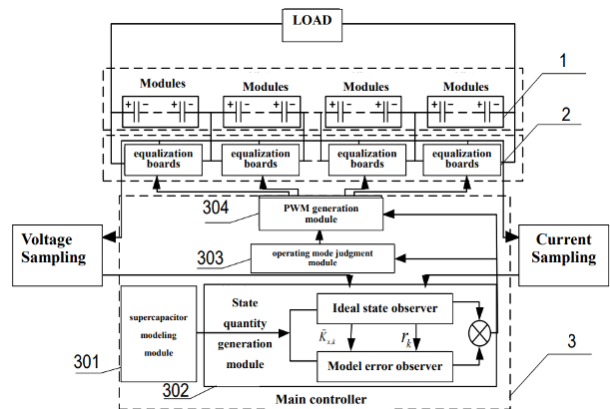 LOAD
1
Modules Modules Modules Modules
+ − + − + − + − + − + − + − + −
2
equalization boards equalization boards equalization boards equalization boards
304
PWM generation module
Voltage Sampling
303
operating mode judgment module
Current Sampling
supercapacitor modeling module
State quantity generation module
Ideal state observer
K̃x,k rk
Model error observer
301
302
3
Main controller